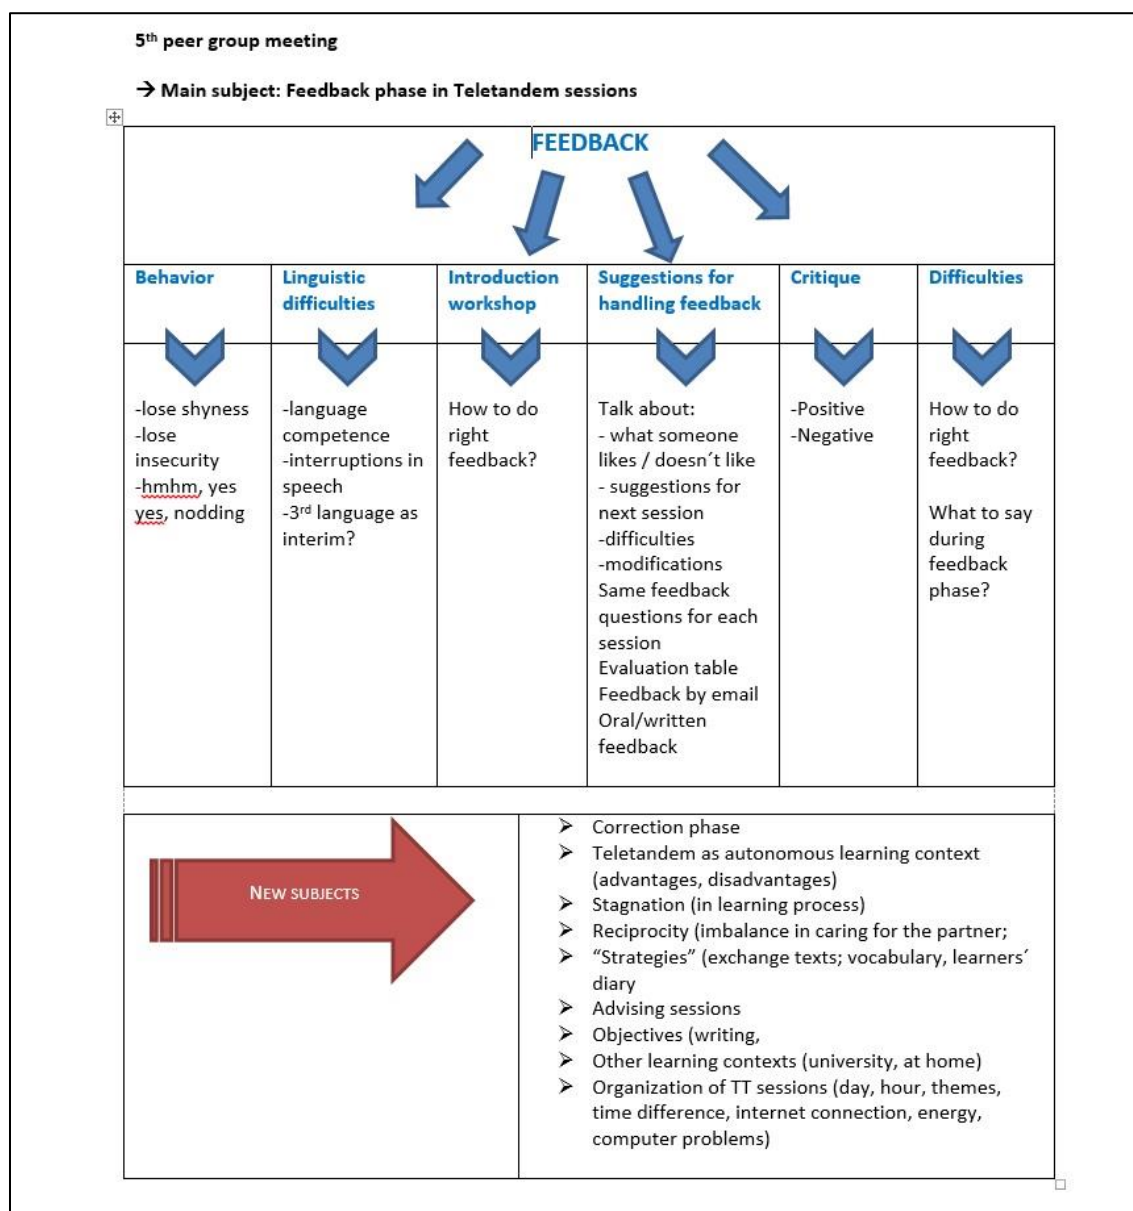 5th peer group meeting
→ Main subject: Feedback phase in Teletandem sessions
FEEDBACK
Behavior
Linguistic
difficulties
Introduction
workshop
Suggestions for
handling feedback
Critique
Difficulties
-lose shyness
-lose
insecurity
-hmhm, yes
yes, nodding
-language
competence
-interruptions in
speech
-3rd language as
interim?
How to do
right
feedback?
Talk about:
- what someone
likes / doesn´t like
- suggestions for
next session
-difficulties
-modifications
Same feedback
questions for each
session
Evaluation table
Feedback by email
Oral/written
feedback
-Positive
-Negative
How to do
right
feedback?
What to say
during
feedback
phase?
NEW SUBJECTS
➢ Correction phase
➢ Teletandem as autonomous learning context
(advantages, disadvantages)
➢ Stagnation (in learning process)
➢ Reciprocity (imbalance in caring for the partner;
➢ “Strategies” (exchange texts; vocabulary, learners´
diary
➢ Advising sessions
➢ Objectives (writing,
➢ Other learning contexts (university, at home)
➢ Organization of TT sessions (day, hour, themes,
time difference, internet connection, energy,
computer problems)